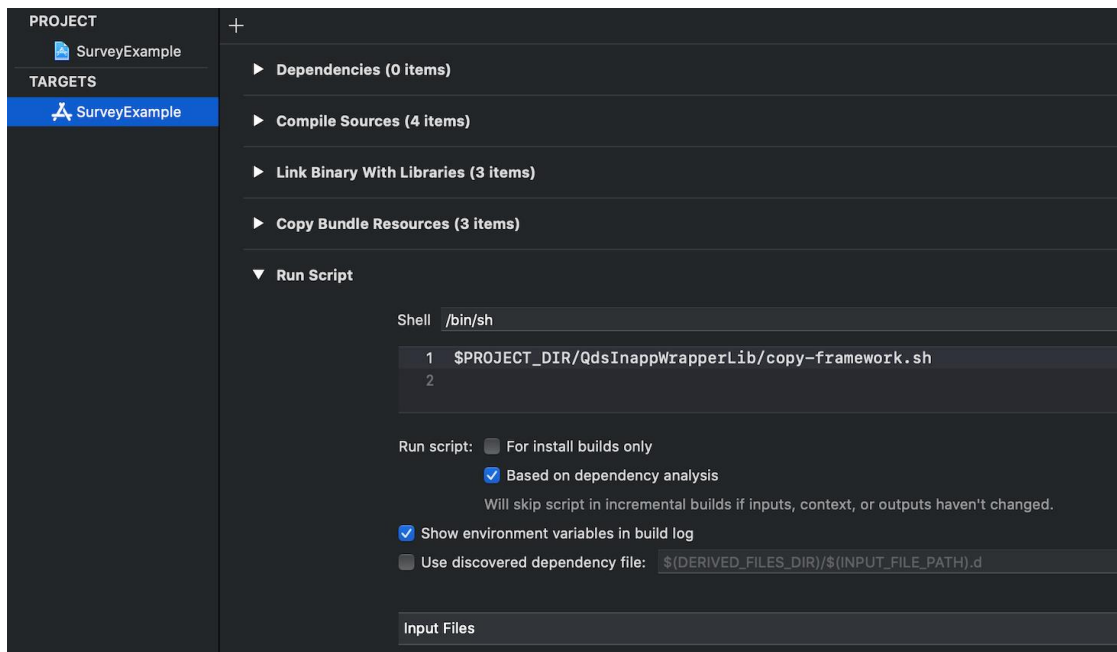 PROJECT
SurveyExample
TARGETS
SurveyExample
Dependencies (0 items)
Compile Sources (4 items)
Link Binary With Libraries (3 items)
Copy Bundle Resources (3 items)
Run Script
Shell /bin/sh
1 $PROJECT_DIR/QdsInappWrapperLib/copy-framework.sh
2
Run script: For install builds only
Based on dependency analysis
Will skip script in incremental builds if inputs, context, or outputs haven't changed.
Show environment variables in build log
Use discovered dependency file: $(DERIVED_FILES_DIR)/$(INPUT_FILE_PATH).d
Input Files